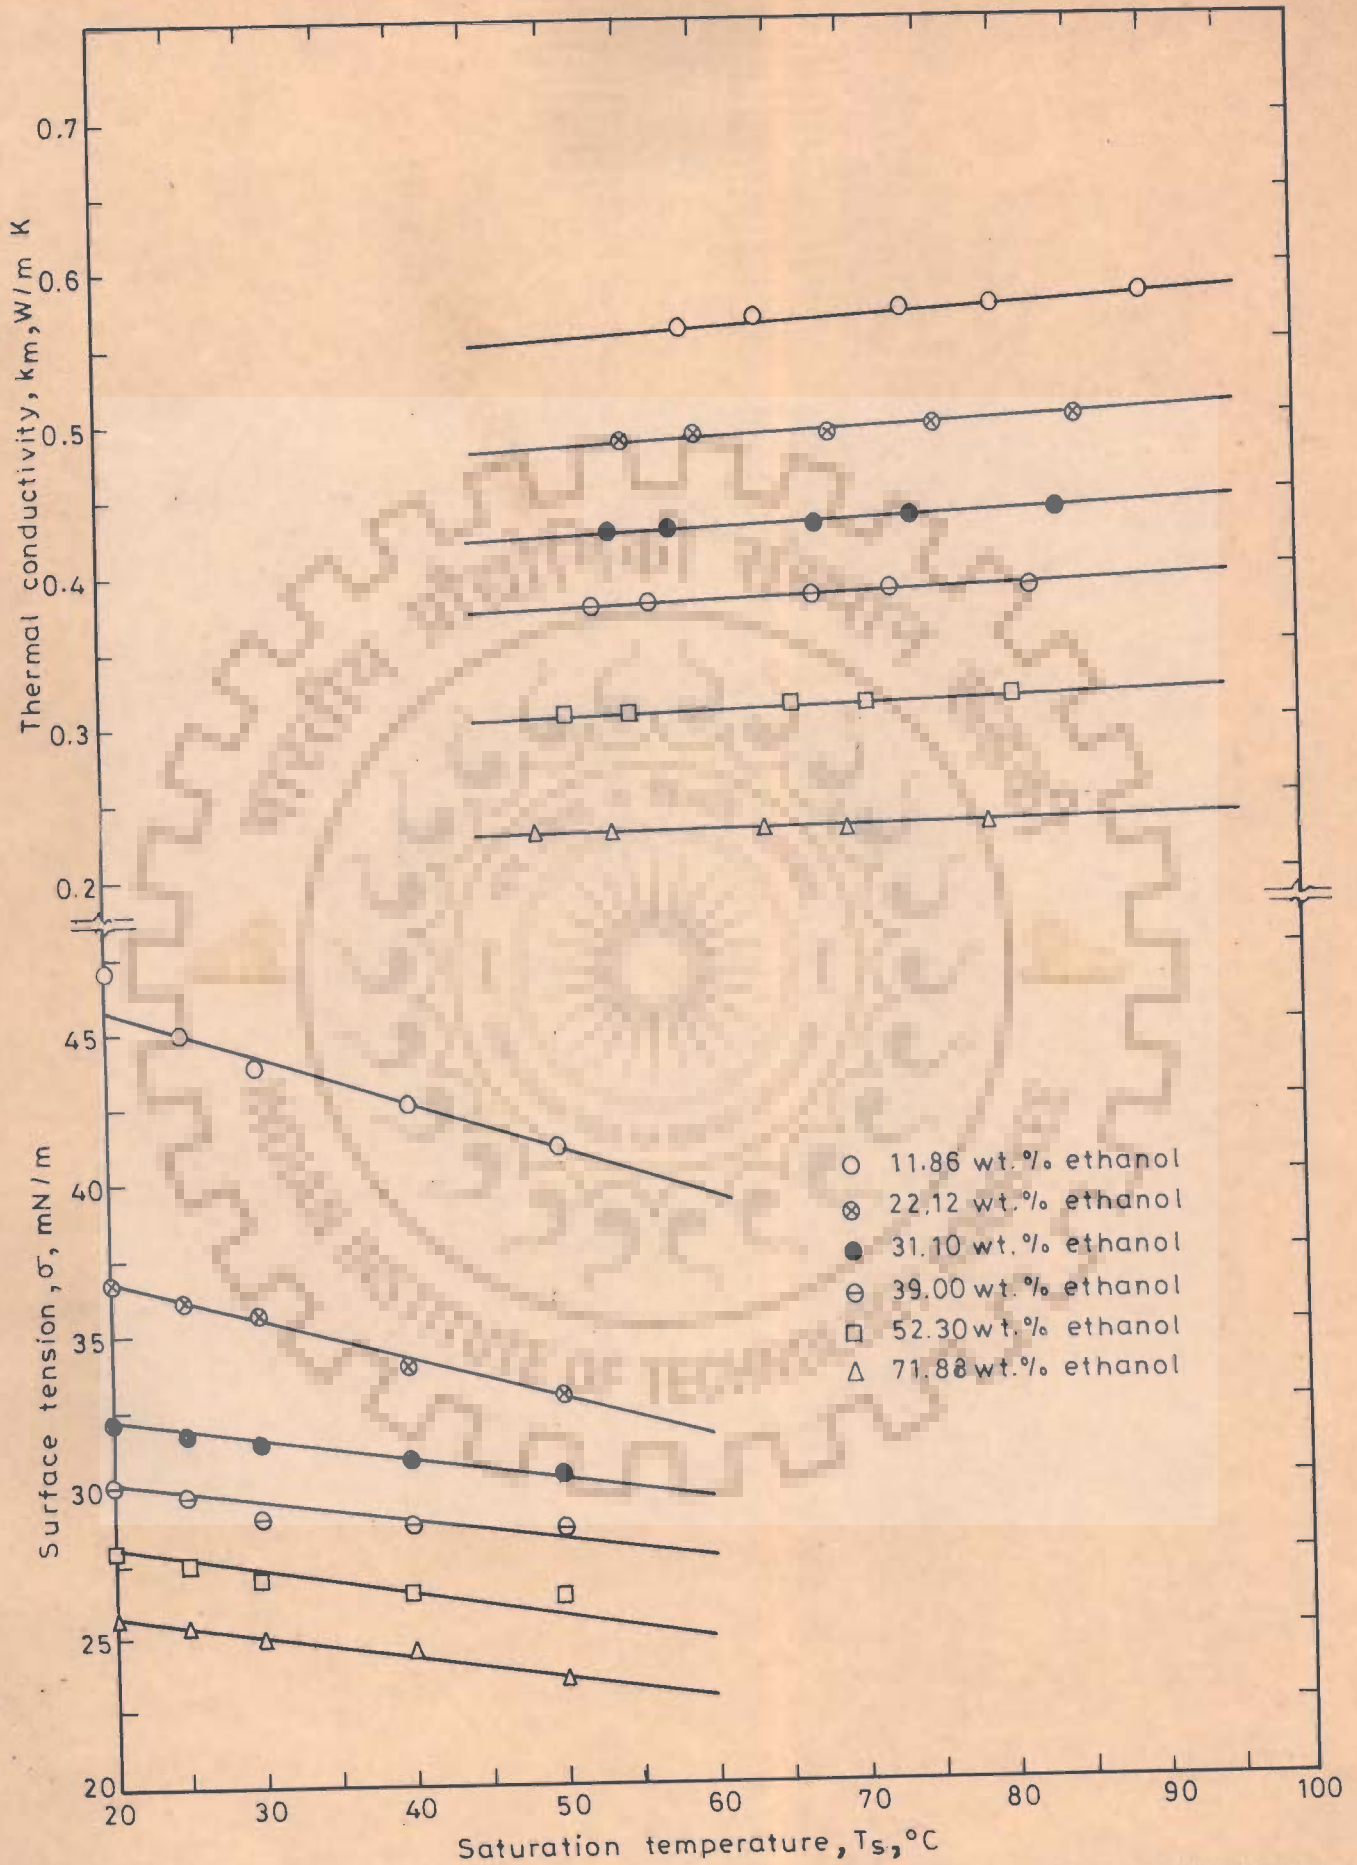 0.7
0.6
0.5
0.4
0.3
0.2
Thermal conductivity, km, W/m K
45
40
35
30
25
20
Surface tension, σ, mN/m
11.86 wt.% ethanol
22.12 wt.% ethanol
31.10 wt.% ethanol
39.00 wt.% ethanol
52.30 wt.% ethanol
71.88 wt.% ethanol
OF TECHNOLOGY
20 30 40 50 60 70 80 90 100
Saturation temperature, Ts, °C